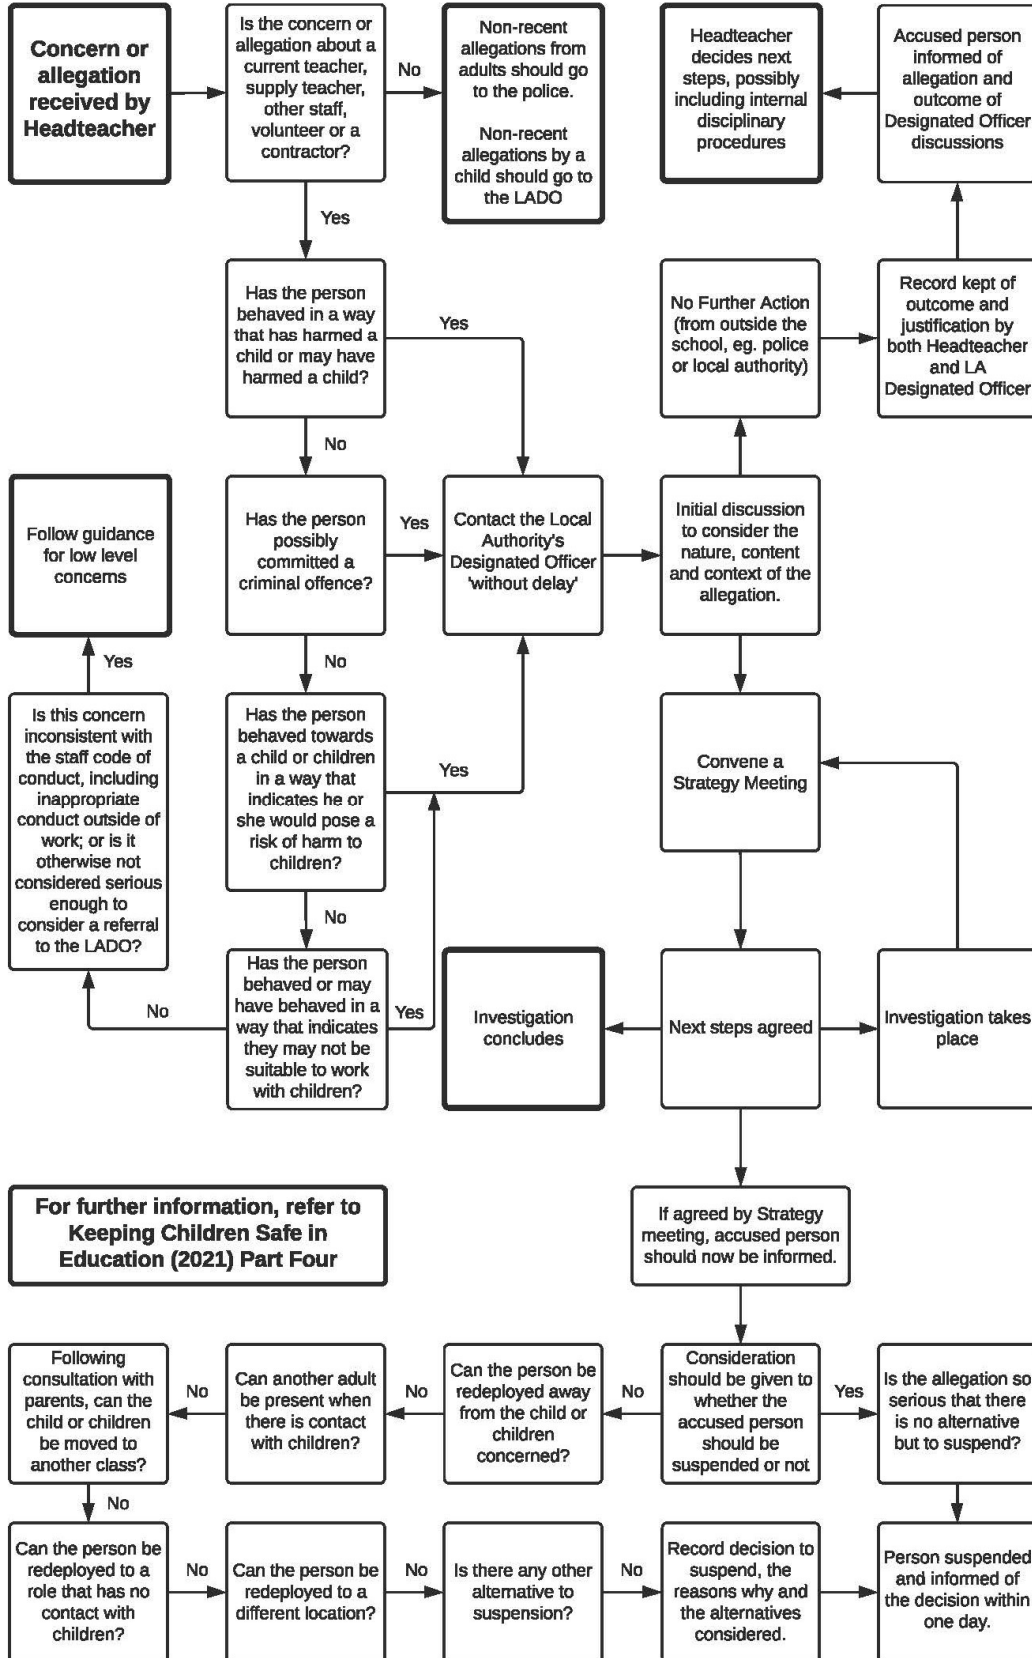 Concern or
allegation
received by
Headteacher
Is the concern or
allegation about a
current teacher,
supply teacher,
other staff,
volunteer or a
contractor?
No
Non-recent
allegations from
adults should go
to the police.
Non-recent
allegations by a
child should go to
the LADO
Headteacher
decides next
steps, possibly
including internal
disciplinary
procedures
Accused person
informed of
allegation and
outcome of
Designated Officer
discussions
Yes
Has the person
behaved in a way
that has harmed a
child or may have
harmed a child?
Yes
No Further Action
(from outside the
school, eg. police
or local authority)
Record kept of
outcome and
justification by
both Headteacher
and LA
Designated Officer
No
Follow guidance
for low level
concerns
Has the person
possibly
committed a
criminal offence?
Yes
Contact the Local
Authority's
Designated Officer
'without delay'
Initial discussion
to consider the
nature, content
and context of the
allegation.
Yes
No
Is this concern
inconsistent with
the staff code of
conduct, including
inappropriate
conduct outside of
work; or is it
otherwise not
considered serious
enough to
consider a referral
to the LADO?
Has the person
behaved towards
a child or children
in a way that
indicates he or
she would pose a
risk of harm to
children?
Yes
Convene a
Strategy Meeting
No
No
Has the person
behaved or may
have behaved in a
way that indicates
they may not be
suitable to work
with children?
Yes
Investigation
concludes
Next steps agreed
Investigation takes
place
For further information, refer to
Keeping Children Safe in
Education (2021) Part Four
If agreed by Strategy
meeting, accused person
should now be informed.
Following
consultation with
parents, can the
child or children
be moved to
another class?
No
Can another adult
be present when
there is contact
with children?
No
Can the person be
redeployed away
from the child or
children
concerned?
No
Consideration
should be given to
whether the
accused person
should be
suspended or not
Yes
Is the allegation so
serious that there
is no alternative
but to suspend?
No
Can the person be
redeployed to a
role that has no
contact with
children?
No
Can the person be
redeployed to a
different location?
No
Is there any other
alternative to
suspension?
No
Record decision to
suspend, the
reasons why and
the alternatives
considered.
Person suspended
and informed of
the decision within
one day.